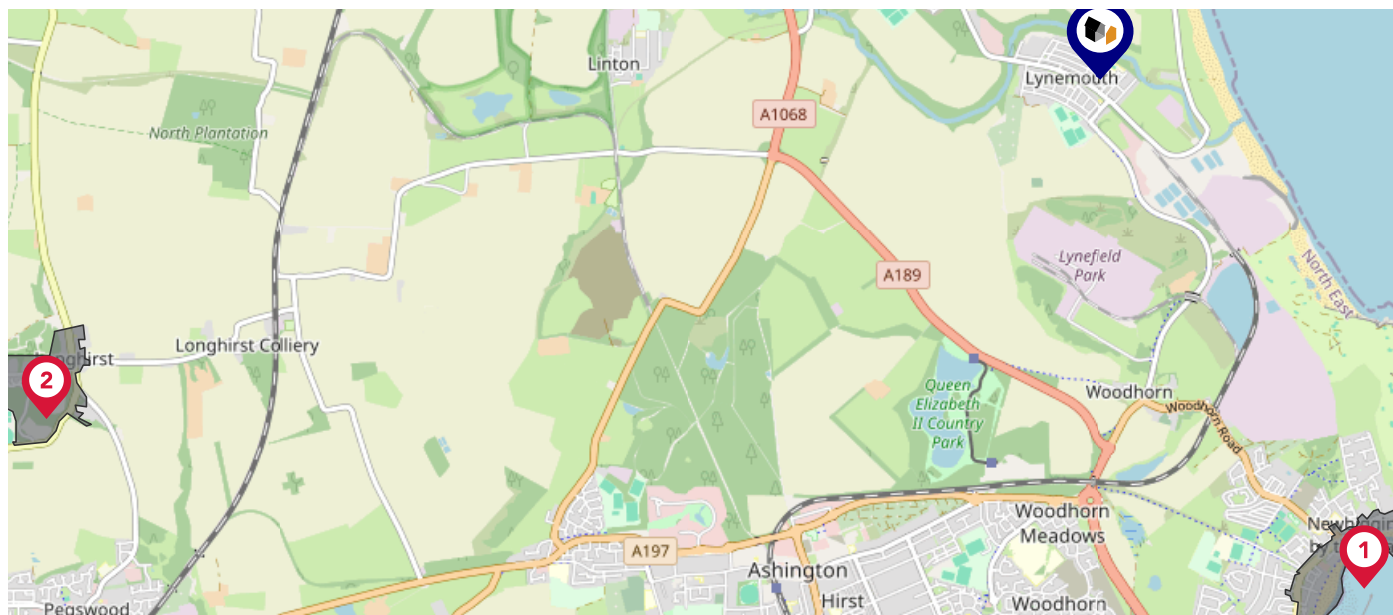 Linton
Lynemouth
A1068
North Plantation
Lynefield
Park
A189
North East
Longhirst Colliery
2
Queen
Elizabeth
II Country
Park
Woodhorn
Woodhorn Road
Woodhorn
Meadows
1
A197
Ashington
Hirst
Woodhorn
Pegswood